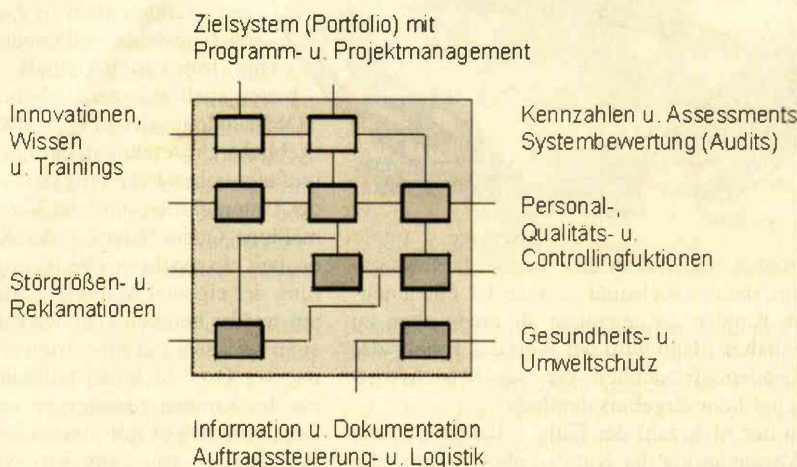 Zielsystem (Portfolio) mit
Programm- u. Projektmanagement
Innovationen,
Wissen
u. Trainings
Kennzahlen u. Assessments
Systembewertung (Audits)
Personal-,
Qualitäts- u.
Controllingfuktionen
Störgrößen- u.
Reklamationen
Gesundheits- u.
Umweltschutz
Information u. Dokumentation
Auftragssteuerung- u. Logistik